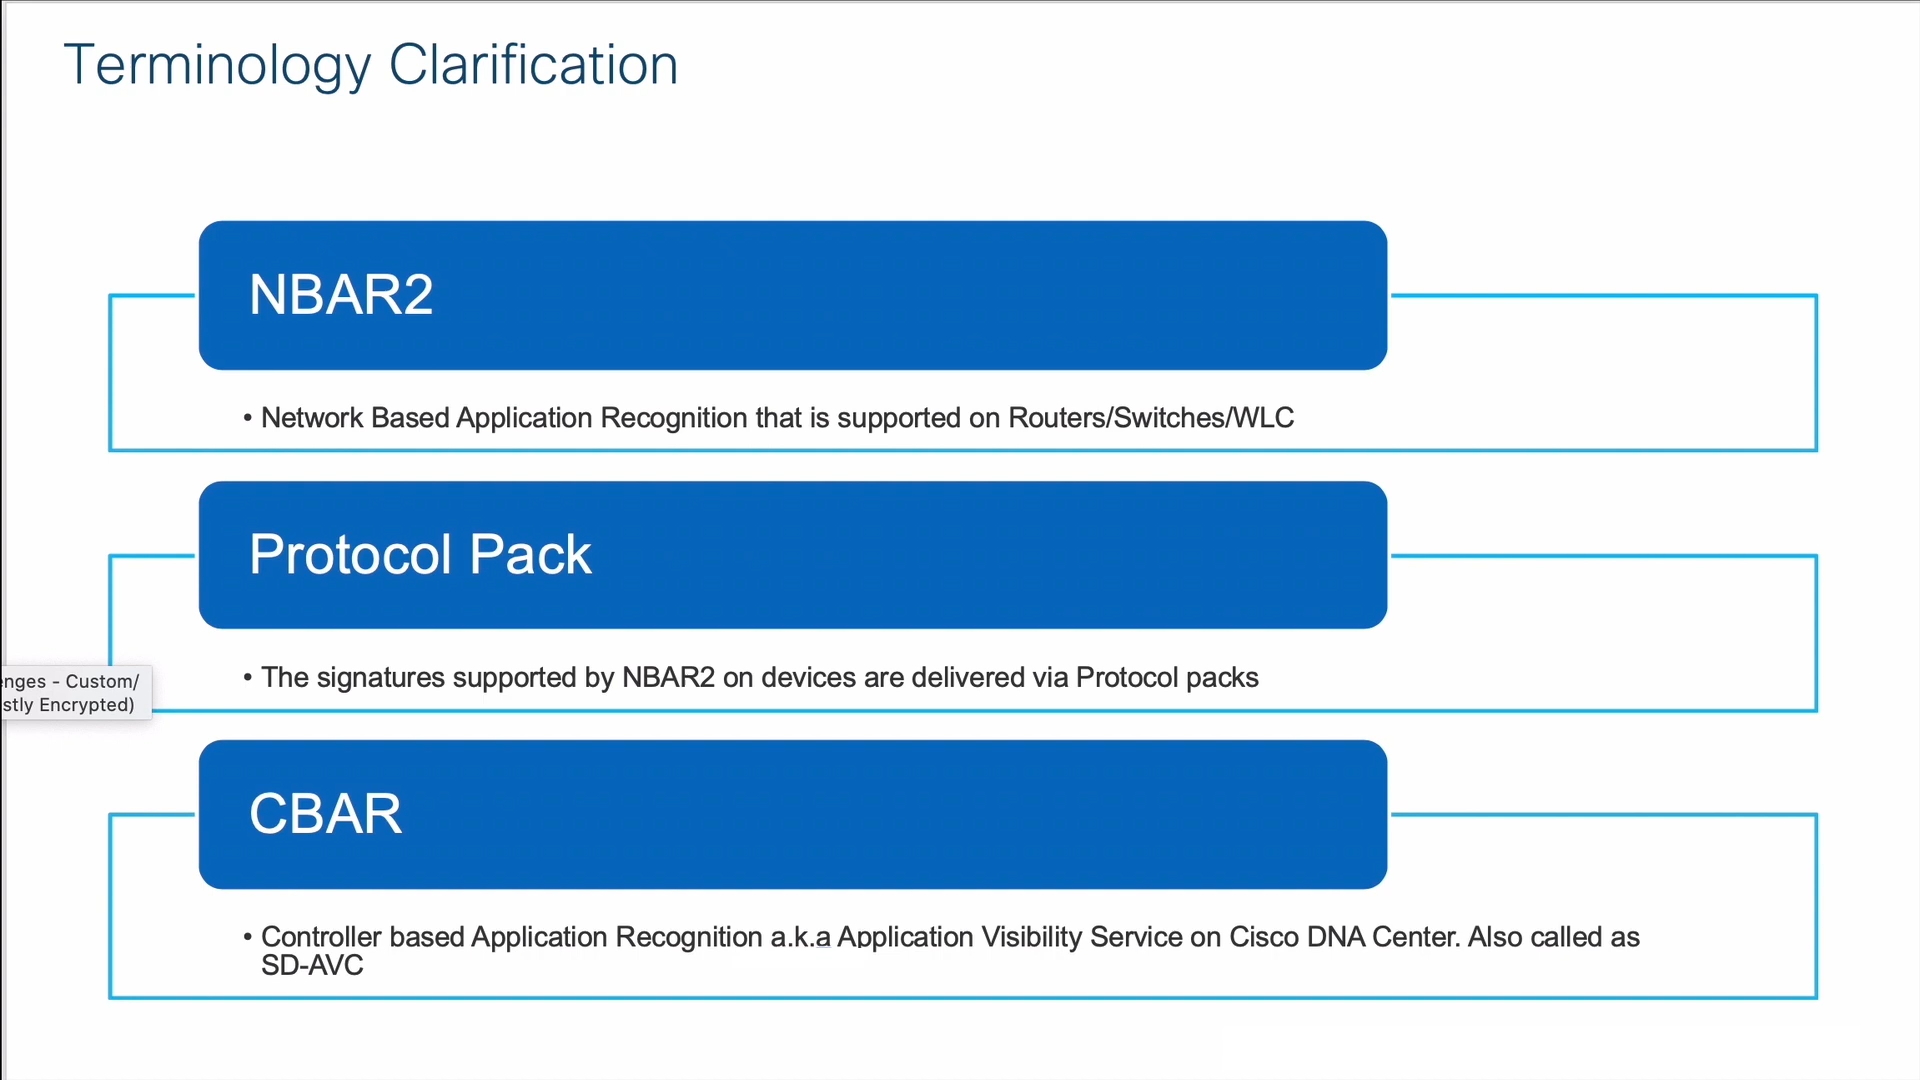 Terminology Clarification
NBAR2
• Network Based Application Recognition that is supported on Routers/Switches/WLC
Protocol Pack
• The signatures supported by NBAR2 on devices are delivered via Protocol packs
- Custom/
Encrypted)
CBAR
• Controller based Application Recognition a.k.a Application Visibility Service on Cisco DNA Center. Also called as
SD-AVC